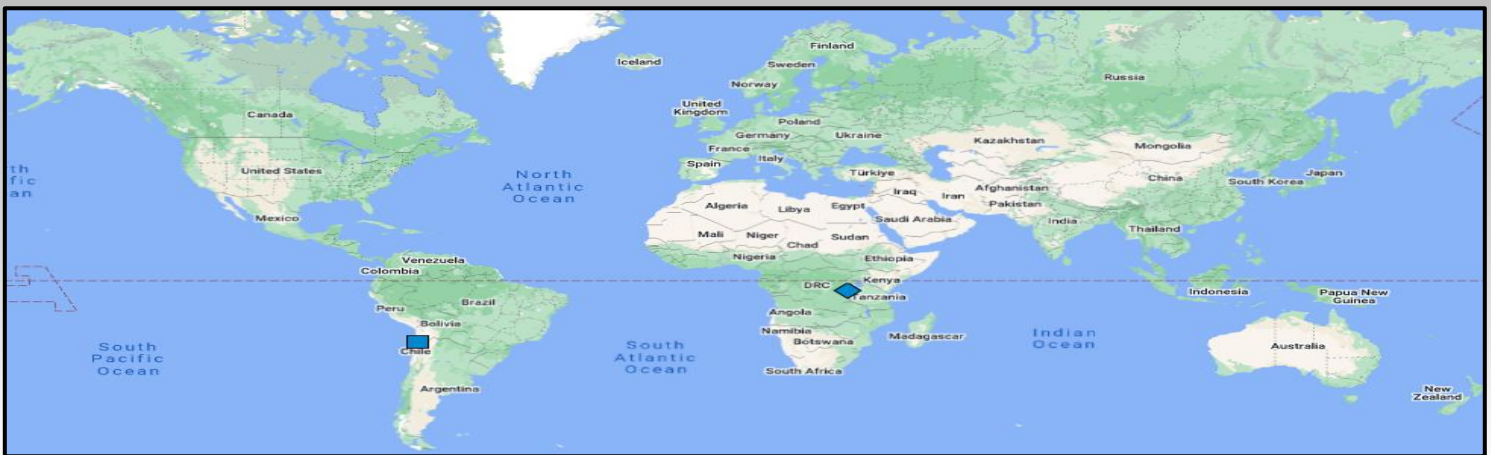 Finland
Iceland
Sweden
Russia
Norway
United
Kingdom
Canada
Poland
Germany
Ukraine
Kazakhstan
France
Mongolia
Italy
Spain
United States
Türkiye
Japan
North
Atlantic
Ocean
China
South Korea
Iraq
Afghanistan
Iran
Pakistan
Algeria
Libya
Egypt
Mexico
Saudi Arabia
India
Mali
Niger
Sudan
Thailand
Chad
Nigeria
Ethiopia
Venezuela
Colombia
Kenya
DRC
Indonesia
Papua New
Guinea
Tanzania
Brazil
Peru
Angola
Bolivia
Namibia
Botswana
Madagascar
Indian
Ocean
South
Pacific
Ocean
Chile
South
Atlantic
Ocean
Australia
South Africa
Argentina
New
Zealand
th
fic
an